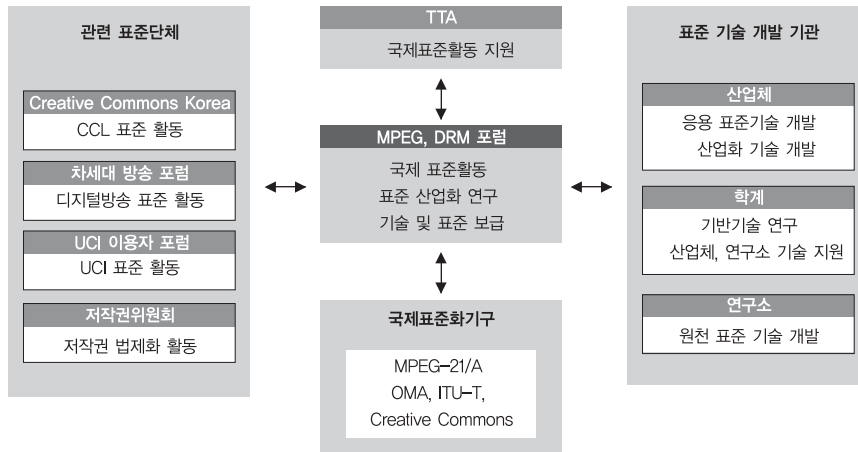 관련 표준단체
Creative Commons Korea
CCL 표준 활동
차세대 방송 포럼
디지털방송 표준 활동
UCI 이용자 포럼
UCI 표준 활동
저작권위원회
저작권 법제화 활동
TTA
국제표준활동 지원
MPEG, DRM 포럼
국제 표준활동
표준 산업화 연구
기술 및 표준 보급
국제표준화기구
MPEG-21/A
OMA, ITU-T,
Creative Commons
표준 기술 개발 기관
산업체
응용 표준기술 개발
산업화 기술 개발
학계
기반기술 연구
산업체, 연구소 기술 지원
연구소
원천 표준 기술 개발